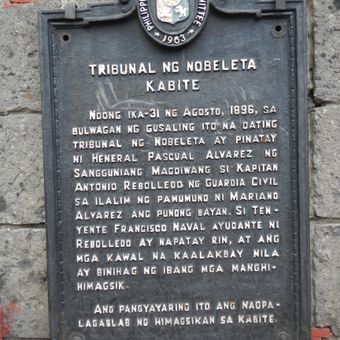 PHILIPP
ITTEE
1963
TRIBUNAL NG NOBELETA
KABITE
NOONG IKA-31 NG AGOSTO, 1896, SA
BULWAGAN NG GUSALING ITO NA DATING
TRIBUNAL NG NOBELETA AY PINATAY
NI HENERAL PASCUAL ALVAREZ NG
SANGGUNIANG MAGDIWANG SI KAPITAN
ANTONIO REBOLLEDO NG GUARDIA CIVIL
SA ILALIM NG PAMUMUNO NI MARIANO
ALVAREZ ANG PUNONG BAYAN. SI TEN-
YENTE FRANCISCO NAVAL AYUDANTE NI
REBOLLEDO AY NAPATAY RIN, AT ANG
MGA KAWAL NA KAALAKBAY NILA
AY BINIHAG NG IBANG MGA MANGHI-
HIMAGSIK.
ANG PANGYAYARING ITO ANG NAGPA-
LAGABLAB NG HIMAGSIKAN SA KABITE.